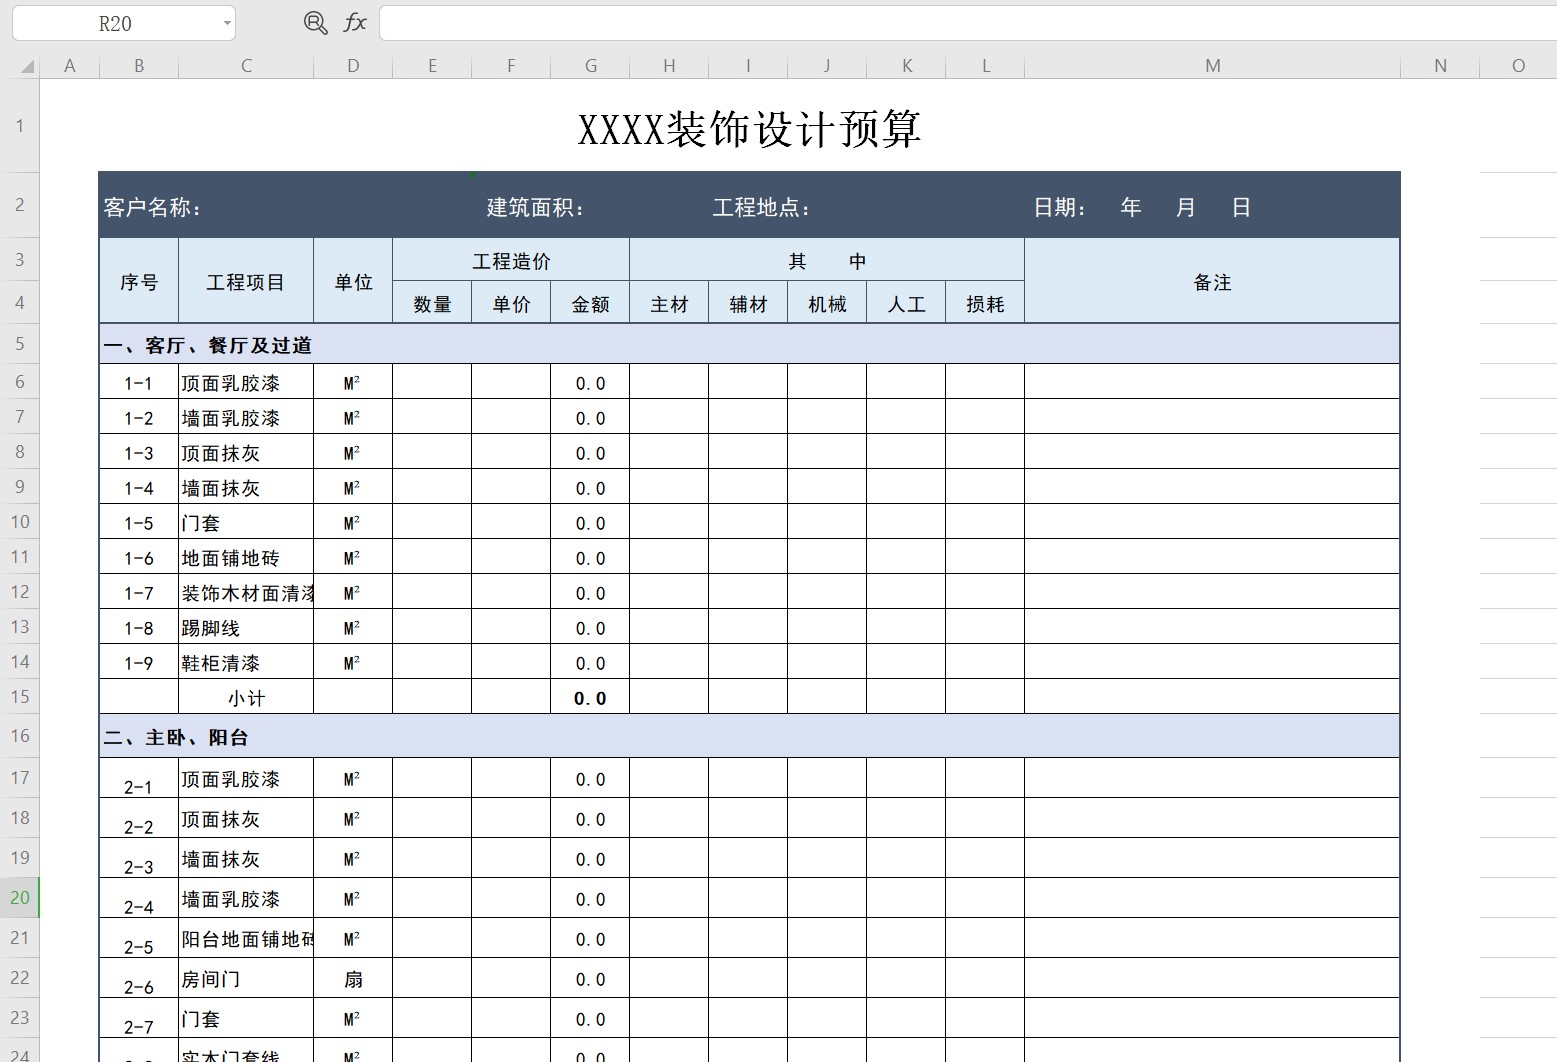 R20 fx
A B C D E F G H I J K L M N O
1 XXXX装饰设计预算
2 客户名称： 建筑面积： 工程地点： 日期： 年 月 日
3 序号 工程项目 单位 工程造价 其 中 备注
4 数量 单价 金额 主材 辅材 机械 人工 损耗
5 一、客厅、餐厅及过道
6 1-1 顶面乳胶漆 M² 0.0
7 1-2 墙面乳胶漆 M² 0.0
8 1-3 顶面抹灰 M² 0.0
9 1-4 墙面抹灰 M² 0.0
10 1-5 门套 M² 0.0
11 1-6 地面铺地砖 M² 0.0
12 1-7 装饰木材面清漆 M² 0.0
13 1-8 踢脚线 M² 0.0
14 1-9 鞋柜清漆 M² 0.0
15 小计 0.0
16 二、主卧、阳台
17 2-1 顶面乳胶漆 M² 0.0
18 2-2 顶面抹灰 M² 0.0
19 2-3 墙面抹灰 M² 0.0
20 2-4 墙面乳胶漆 M² 0.0
21 2-5 阳台地面铺地砖 M² 0.0
22 2-6 房间门 扇 0.0
23 2-7 门套 M² 0.0
24 实木门套线 M² 0.0